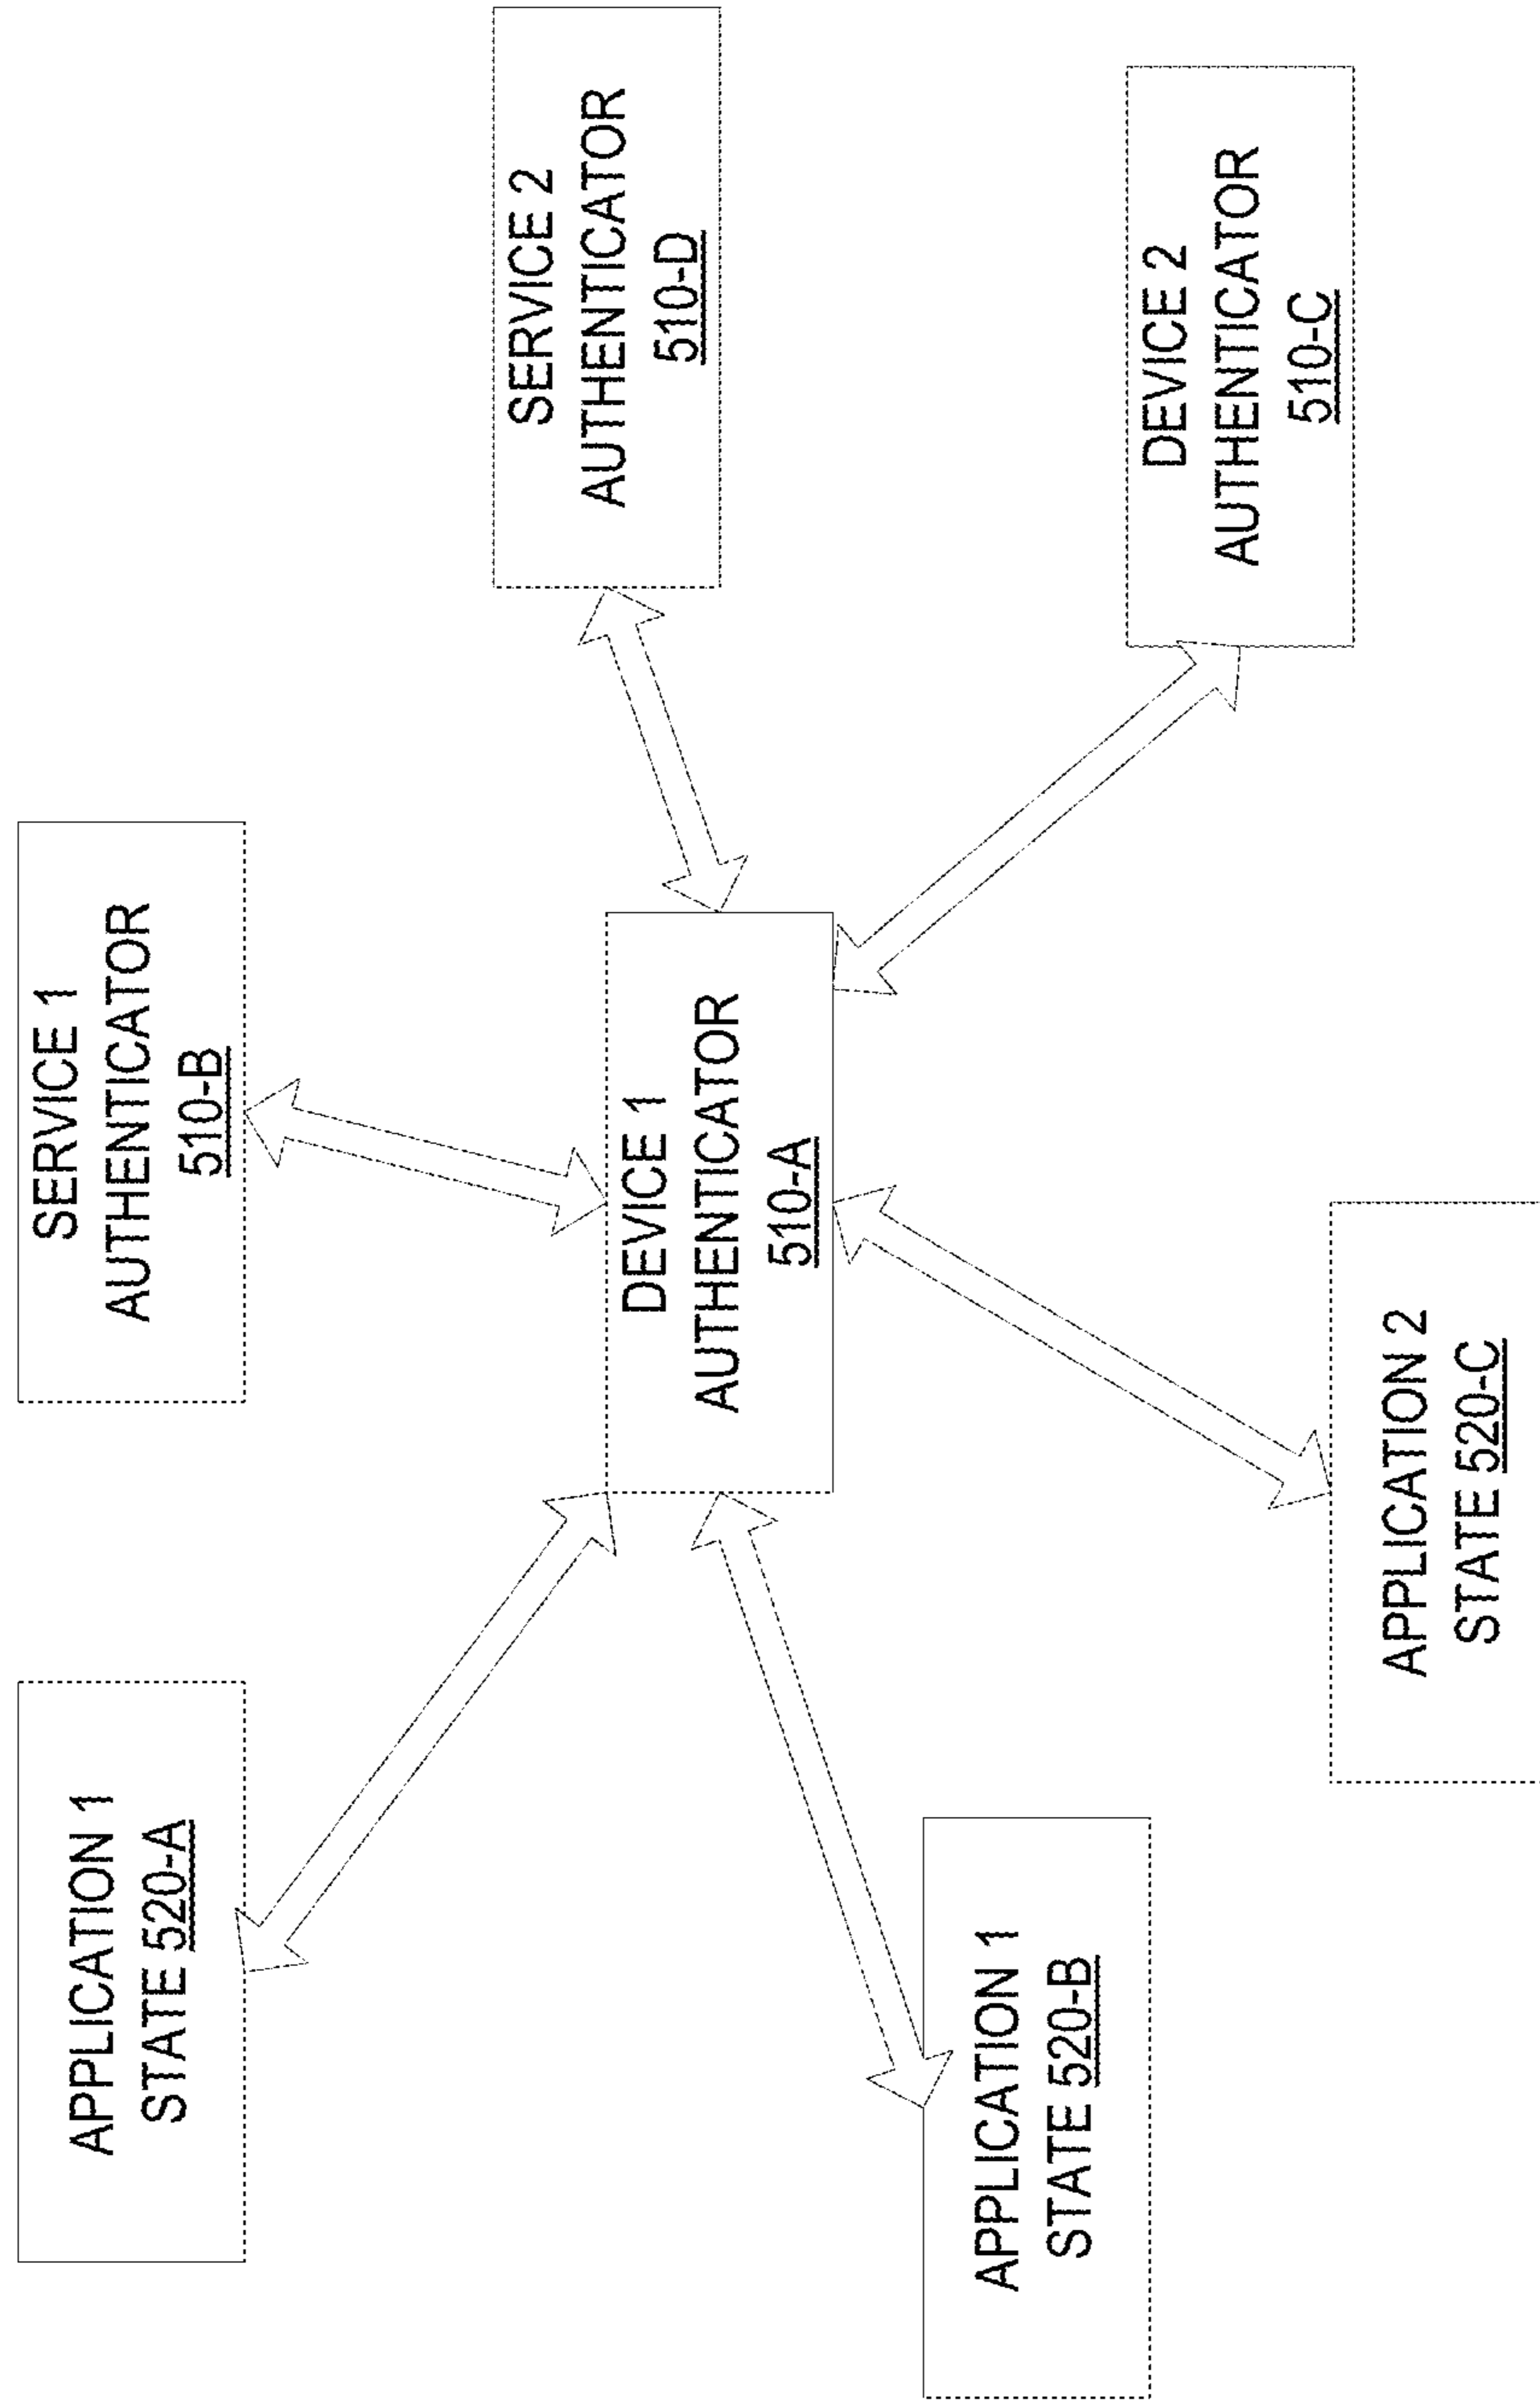 APPLICATION 1
STATE 520-A
SERVICE 1
AUTHENTICATOR
510-B
SERVICE 2
AUTHENTICATOR
510-D
DEVICE 1
AUTHENTICATOR
510-A
APPLICATION 1
STATE 520-B
DEVICE 2
AUTHENTICATOR
510-C
APPLICATION 2
STATE 520-C